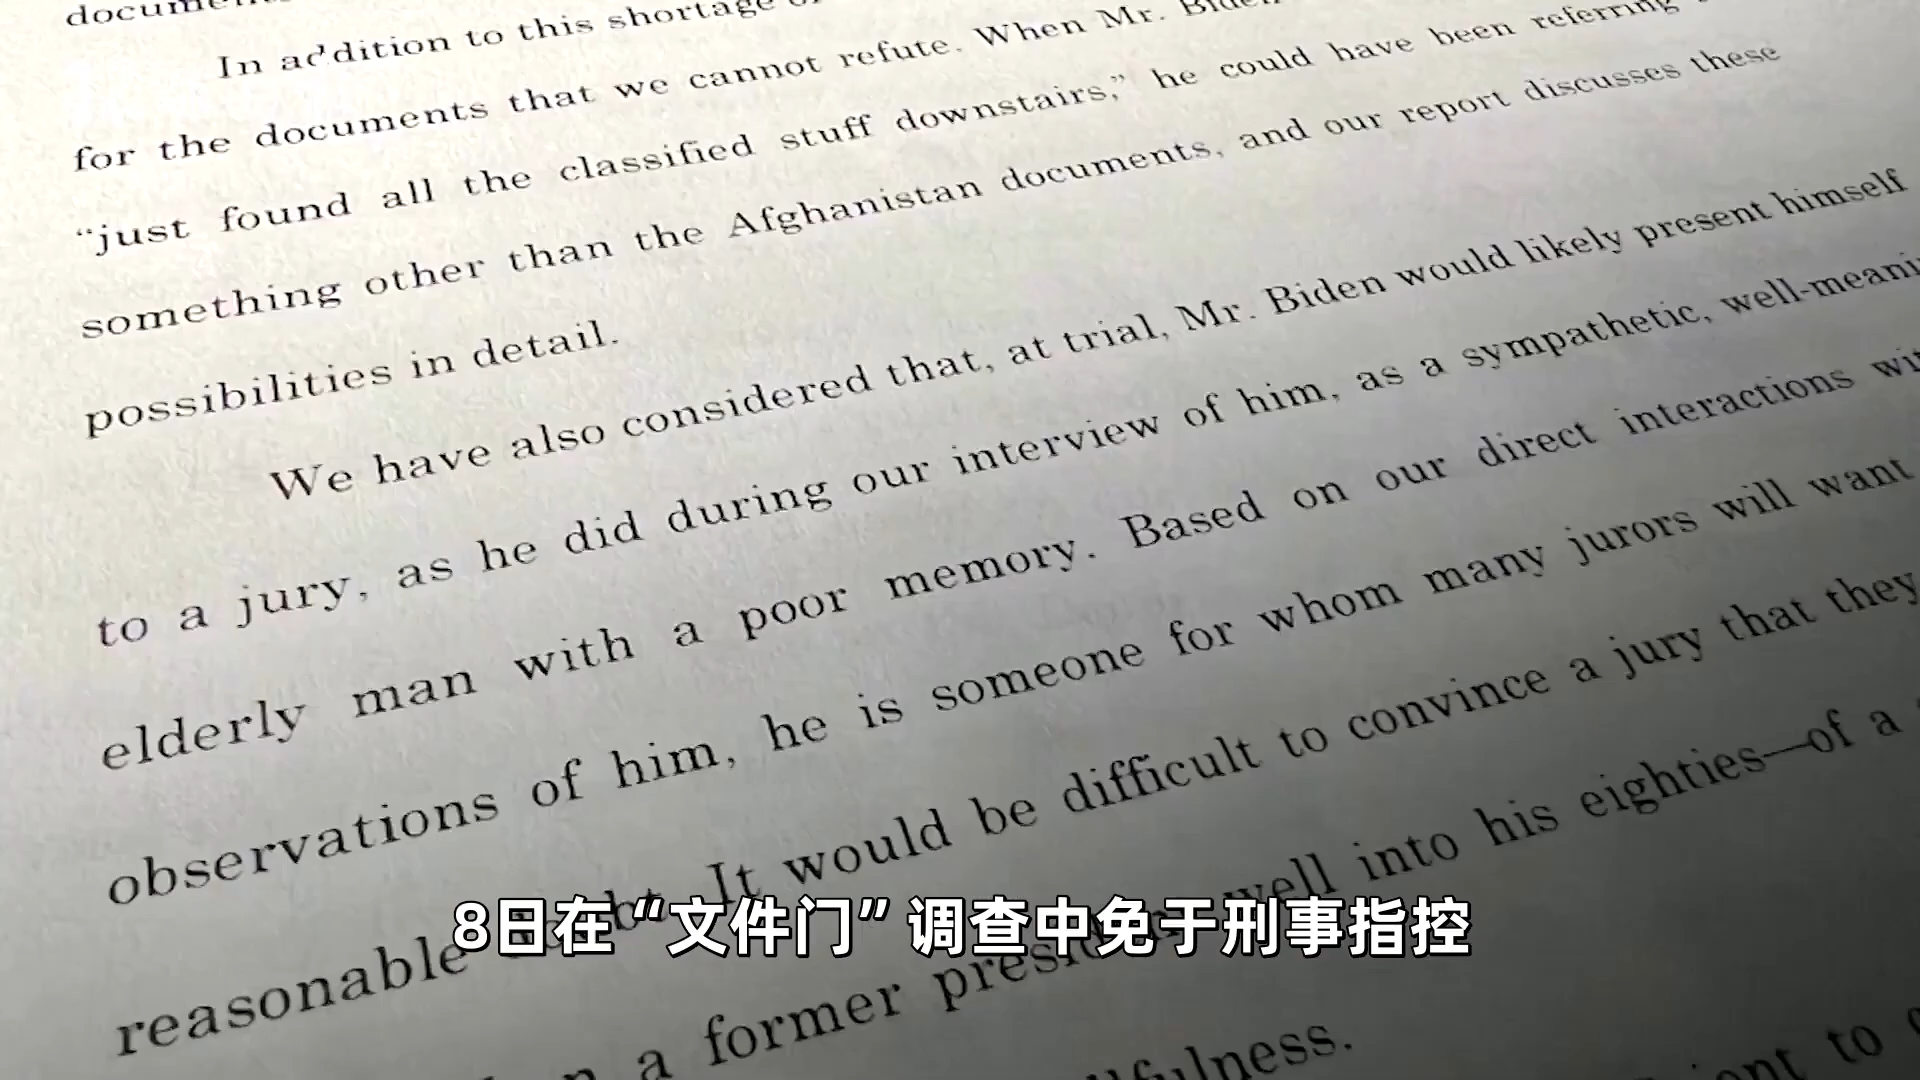 In addition to this shortage
for the documents that we cannot refute. When Mr. Biden
“just found all the classified stuff downstairs,” he could have been referring
something other than the Afghanistan documents, and our report discusses these
possibilities in detail.
We have also considered that, at trial, Mr. Biden would likely present himself
to a jury, as he did during our interview of him, as a sympathetic, well-meaning
elderly man with a poor memory. Based on our direct interactions with
observations of him, he is someone for whom many jurors will want
reasonable doubt. It would be difficult to convince a jury that they
a former president well into his eighties—of a
8日在“文件门”调查中免于刑事指控